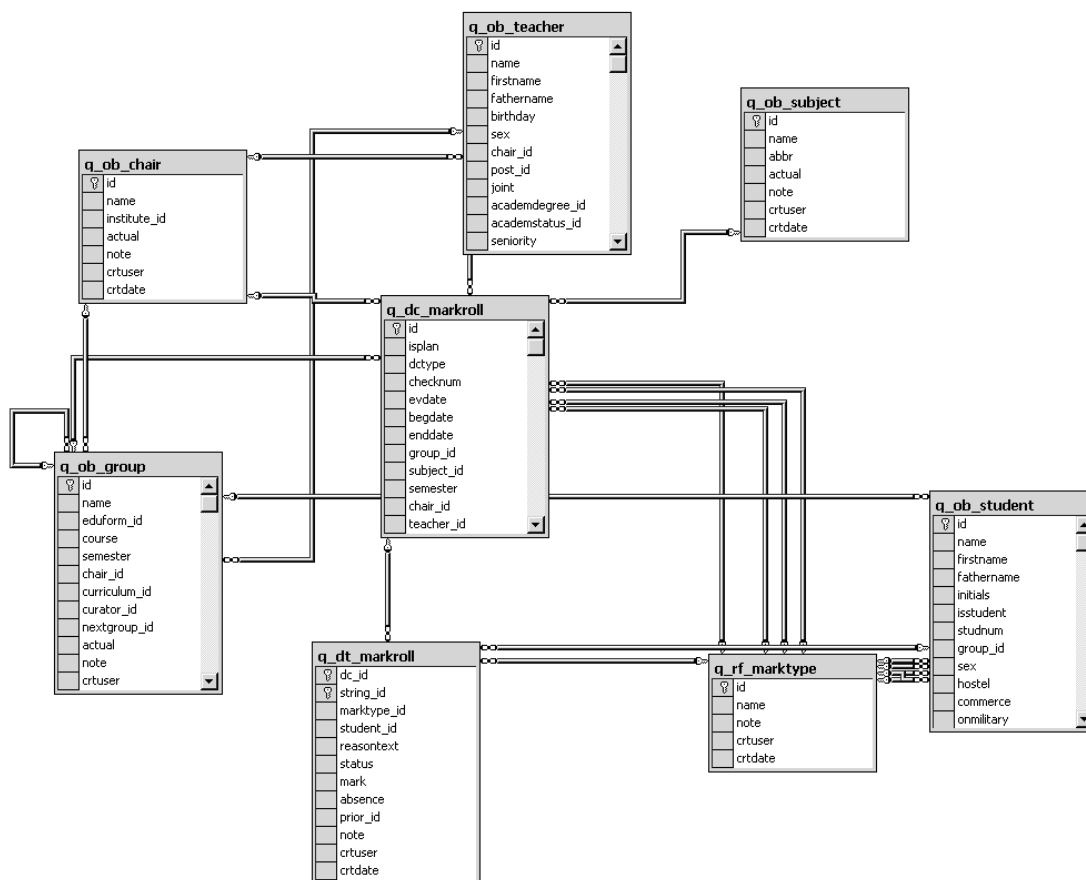 q_ob_teacher
id
name
firstname
fathername
birthday
sex
chair_id
post_id
joint
academdegree_id
academstatus_id
seniority
q_ob_subject
id
name
abbr
actual
note
crtuser
crtdate
q_ob_chair
id
name
institute_id
actual
note
crtuser
crtdate
q_dc_markroll
id
isplan
dctype
checknum
evdate
begdate
enddate
group_id
subject_id
semester
chair_id
teacher_id
q_ob_group
id
name
eduform_id
course
semester
chair_id
curriculum_id
curator_id
nextgroup_id
actual
note
crtuser
q_ob_student
id
name
firstname
fathername
initials
isstudent
studnum
group_id
sex
hostel
commerce
onmilitary
q_dt_markroll
dc_id
string_id
marktype_id
student_id
reasontext
status
mark
absence
prior_id
note
crtuser
crtdate
q_rf_marktype
id
name
note
crtuser
crtdate